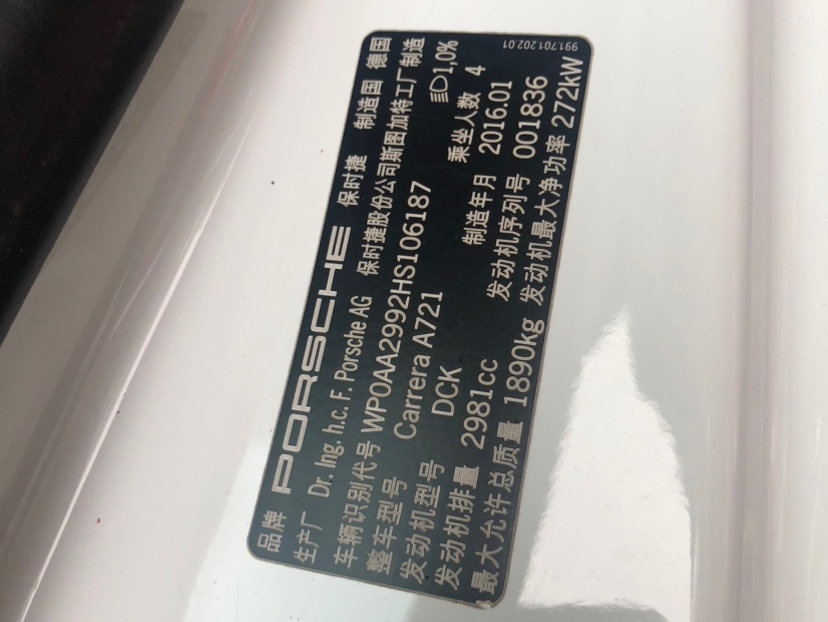 品牌 PORSCHE 保时捷 制造国 德国
生产厂 Dr. Ing. h.c. F. Porsche AG 保时捷股份公司斯图加特工厂制造
车辆识别代号 WP0AA2992HS106187 1,0%
整车型号 Carrera A721 乘坐人数 4
发动机型号 DCK 制造年月 2016.01
发动机排量 2981cc 发动机序列号 001836
最大允许总质量 1890kg 发动机最大净功率 272kW
991.701.202.01